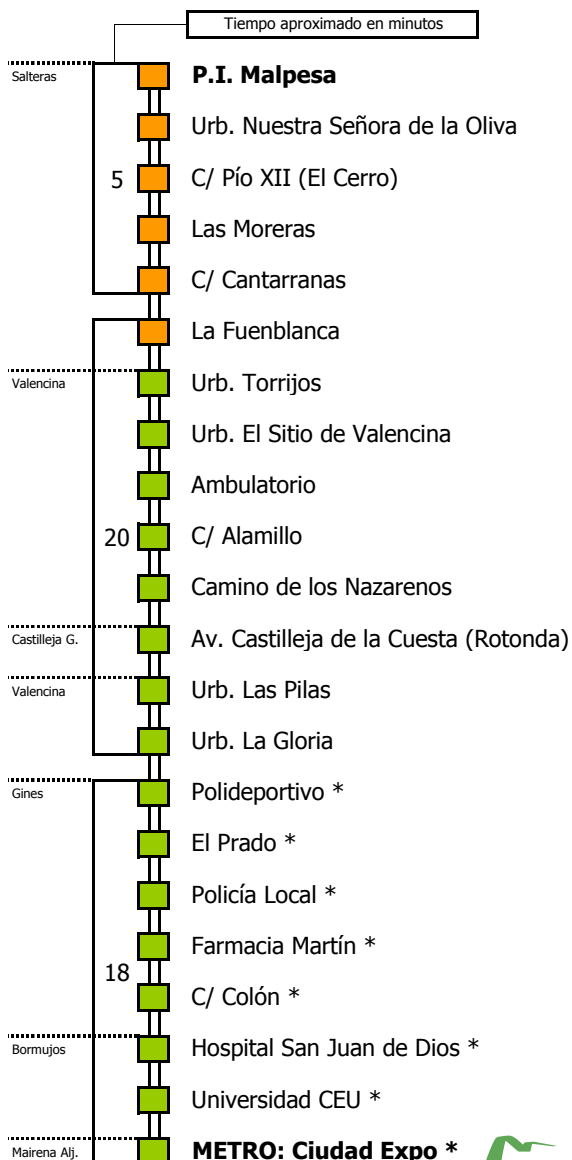 Tiempo aproximado en minutos
Salteras
P.I. Malpesa
Urb. Nuestra Señora de la Oliva
5
C/ Pío XII (El Cerro)
Las Moreras
C/ Cantarranas
La Fuenblanca
Valencina
Urb. Torrijos
Urb. El Sitio de Valencina
Ambulatorio
20
C/ Alamillo
Camino de los Nazarenos
Castilleja G.
Av. Castilleja de la Cuesta (Rotonda)
Valencina
Urb. Las Pilas
Urb. La Gloria
Gines
Polideportivo *
El Prado *
Policía Local *
Farmacia Martín *
18
C/ Colón *
Bormujos
Hospital San Juan de Dios *
Universidad CEU *
Mairena Alj.
METRO: Ciudad Expo *